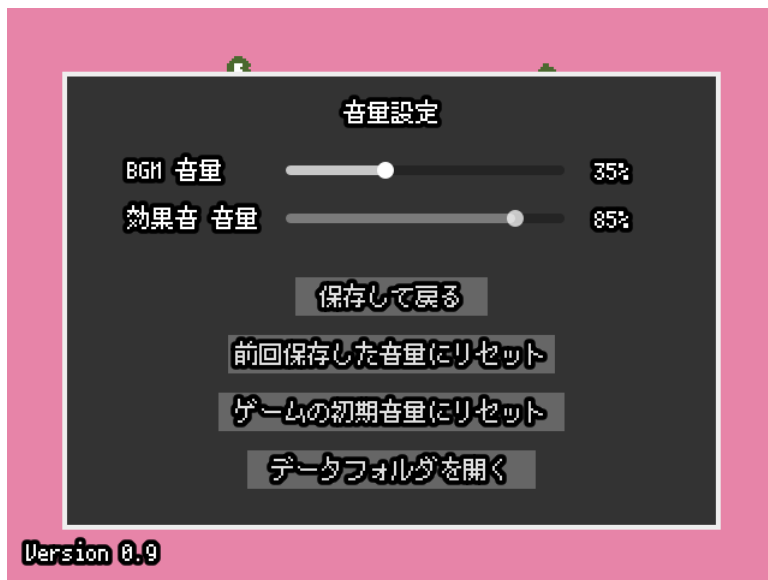 音量設定
BGM 音量 35%
効果音 音量 85%
保存して戻る
前回保存した音量にリセット
ゲームの初期音量にリセット
データフォルダを開く
Version 0.9